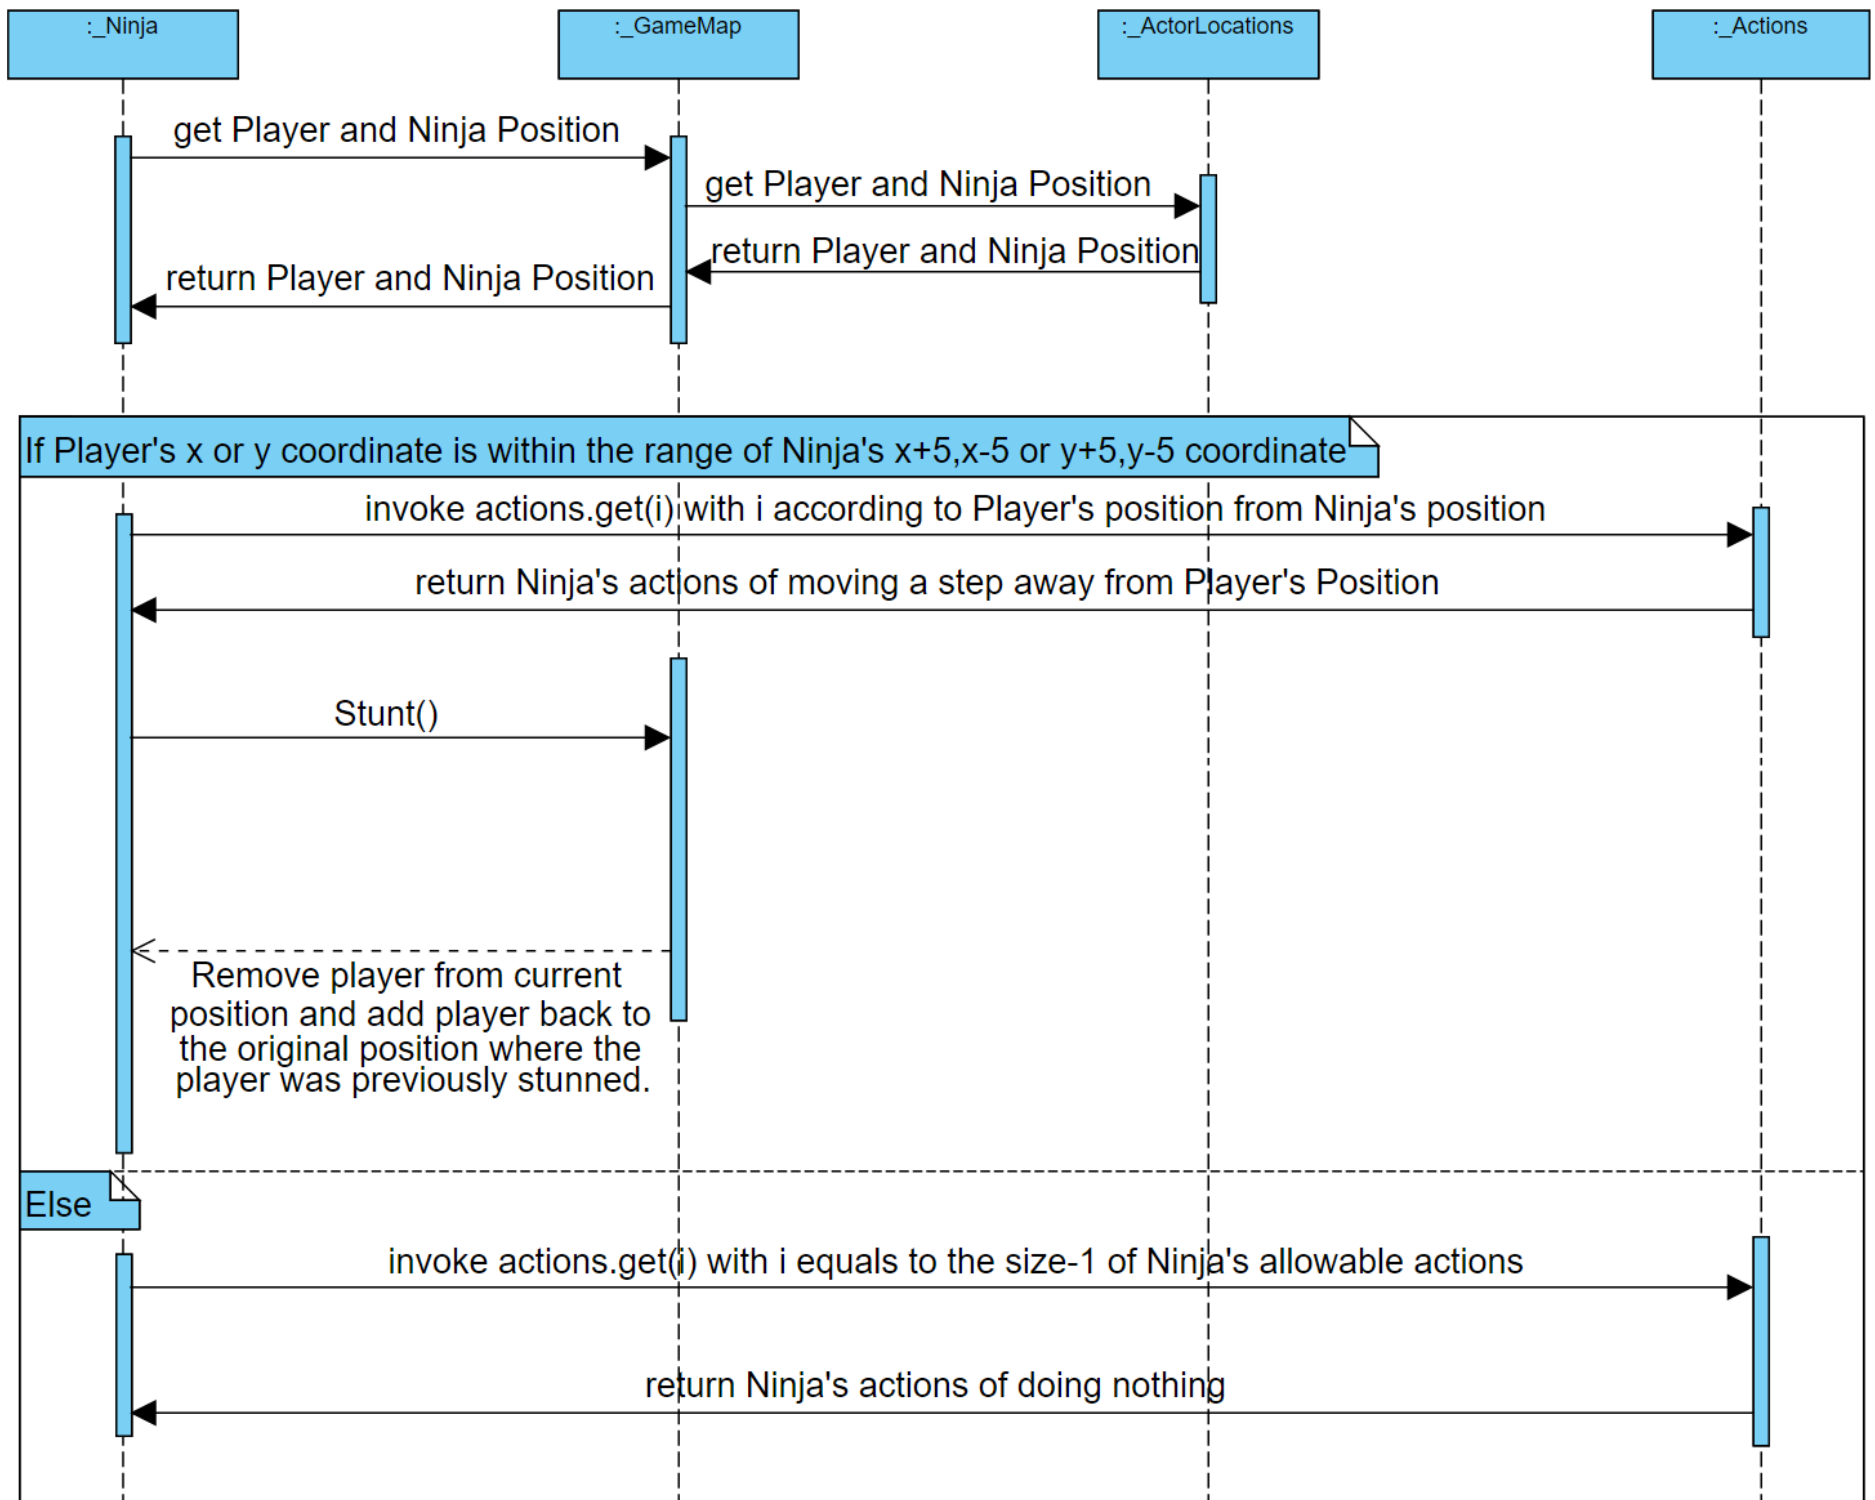 :_Ninja
:_GameMap
:_ActorLocations
:_Actions
get Player and Ninja Position
get Player and Ninja Position
return Player and Ninja Position
return Player and Ninja Position
If Player's x or y coordinate is within the range of Ninja's x+5,x-5 or y+5,y-5 coordinate
invoke actions.get(i) with i according to Player's position from Ninja's position
return Ninja's actions of moving a step away from Player's Position
Stunt()
Remove player from current
position and add player back to
the original position where the
player was previously stunned.
Else
invoke actions.get(i) with i equals to the size-1 of Ninja's allowable actions
return Ninja's actions of doing nothing